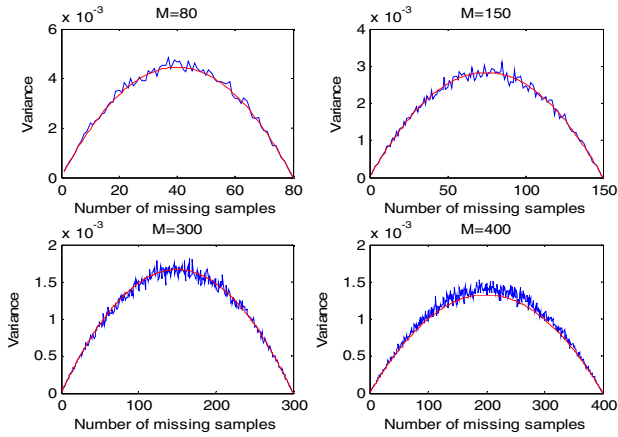 M=80
x 10^-3
6
4
2
0
Variance
0 20 40 60 80
Number of missing samples
M=150
x 10^-3
4
3
2
1
0
Variance
0 50 100 150
Number of missing samples
M=300
x 10^-3
2
1.5
1
0.5
0
Variance
0 100 200 300
Number of missing samples
M=400
x 10^-3
2
1.5
1
0.5
0
Variance
0 100 200 300 400
Number of missing samples